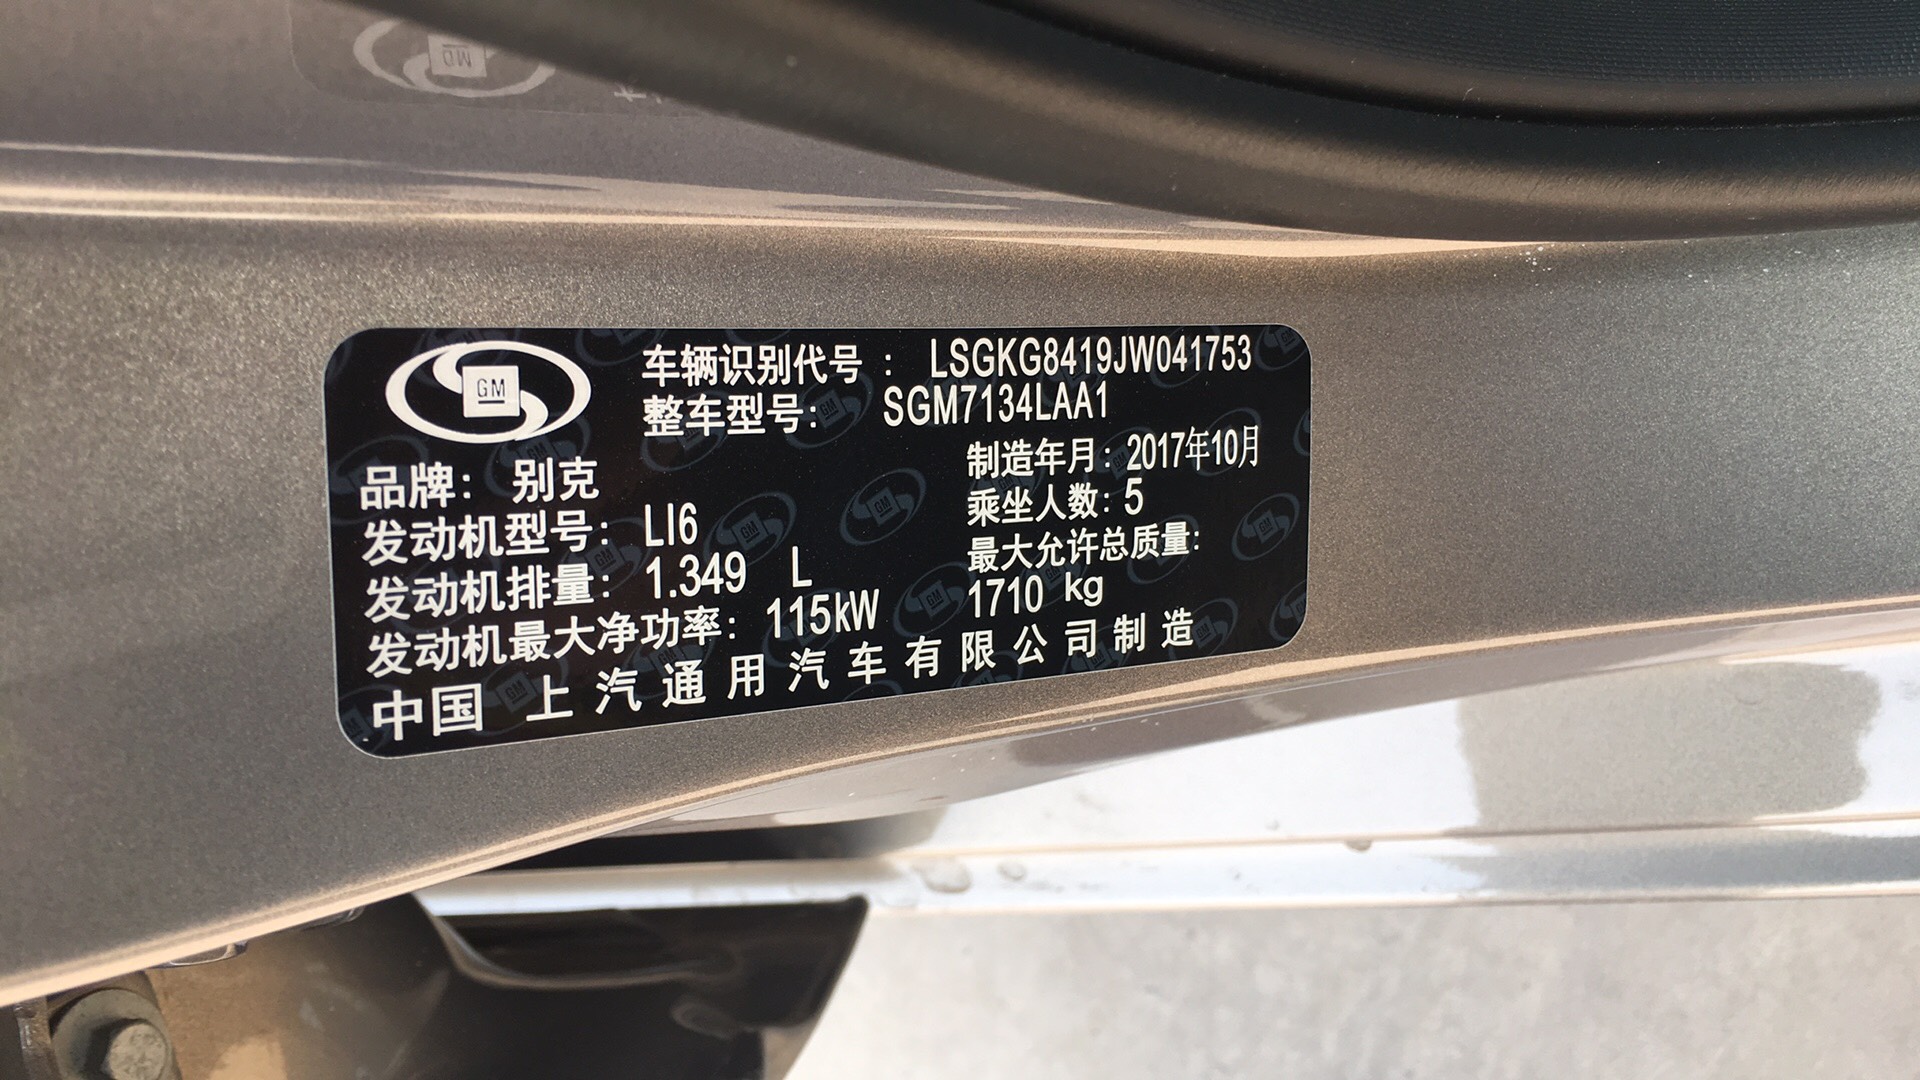 GM
车辆识别代号: LSGKG8419JW041753
整车型号: SGM7134LAA1
品牌: 别克
发动机型号: LI6
发动机排量: 1.349 L
发动机最大净功率: 115kW
制造年月: 2017年10月
乘坐人数: 5
最大允许总质量:
1710 kg
中国 上汽通用汽车有限公司制造